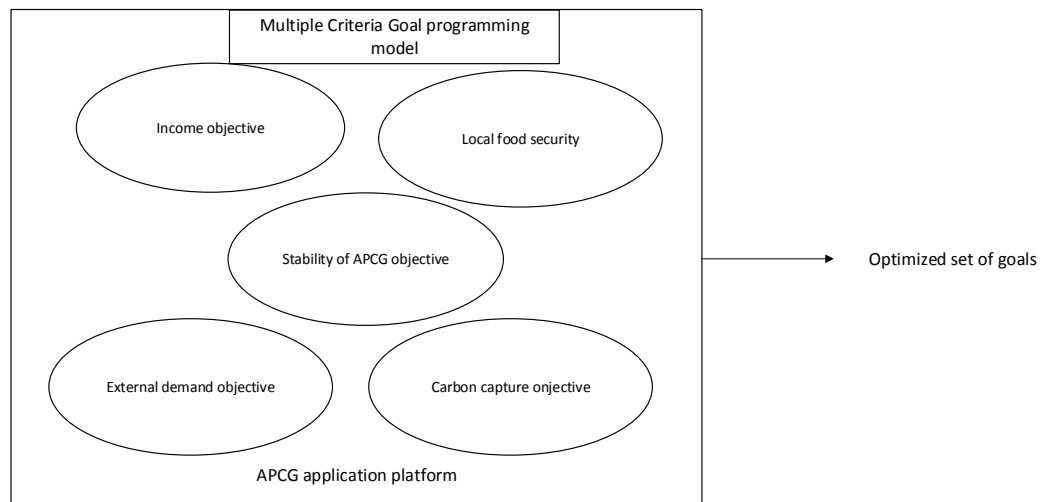 Multiple Criteria Goal programming
model
Income objective
Local food security
Stability of APCG objective
Optimized set of goals
External demand objective
Carbon capture onjective
APCG application platform